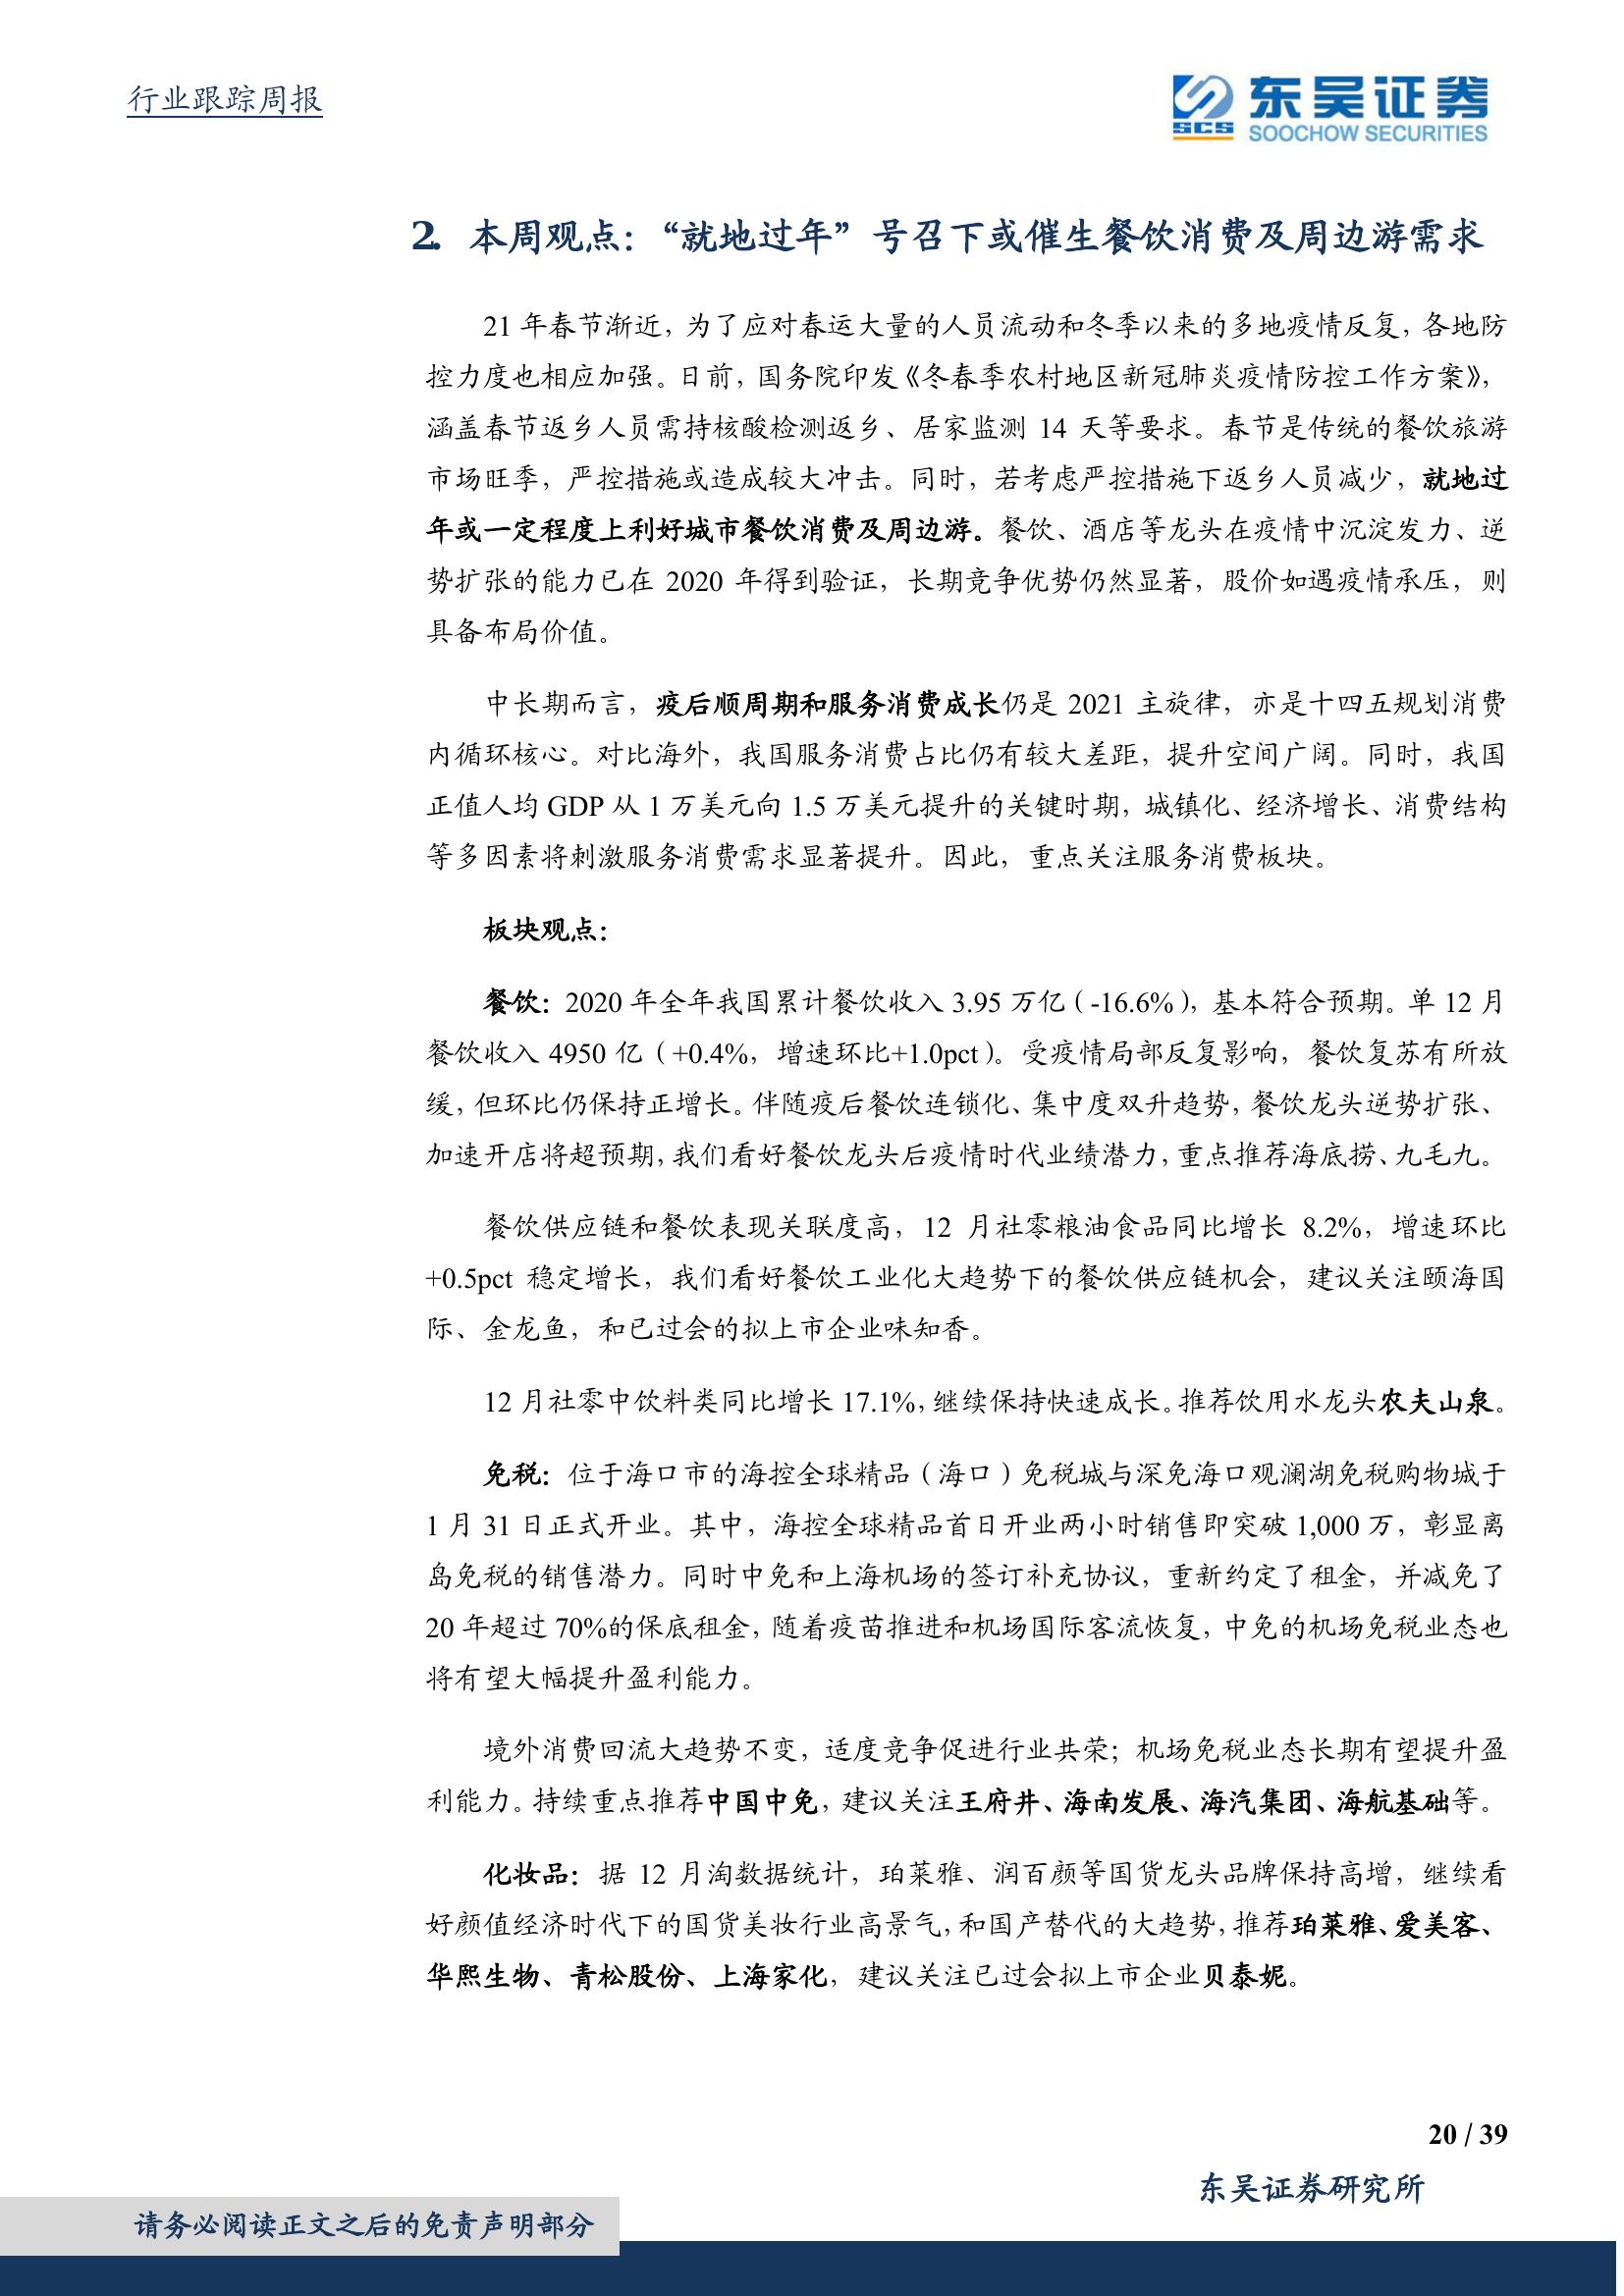 行业跟踪周报
SCS
东吴证券
SOOCHOW SECURITIES
2. 本周观点：“就地过年”号召下或催生餐饮消费及周边游需求
21 年春节渐近，为了应对春运大量的人员流动和冬季以来的多地疫情反复，各地防
控力度也相应加强。日前，国务院印发《冬春季农村地区新冠肺炎疫情防控工作方案》，
涵盖春节返乡人员需持核酸检测返乡、居家监测 14 天等要求。春节是传统的餐饮旅游
市场旺季，严控措施或造成较大冲击。同时，若考虑严控措施下返乡人员减少，就地过
年或一定程度上利好城市餐饮消费及周边游。餐饮、酒店等龙头在疫情中沉淀发力、逆
势扩张的能力已在 2020 年得到验证，长期竞争优势仍然显著，股价如遇疫情承压，则
具备布局价值。
中长期而言，疫后顺周期和服务消费成长仍是 2021 主旋律，亦是十四五规划消费
内循环核心。对比海外，我国服务消费占比仍有较大差距，提升空间广阔。同时，我国
正值人均 GDP 从 1 万美元向 1.5 万美元提升的关键时期，城镇化、经济增长、消费结构
等多因素将刺激服务消费需求显著提升。因此，重点关注服务消费板块。
板块观点：
餐饮：2020 年全年我国累计餐饮收入 3.95 万亿（-16.6%），基本符合预期。单 12 月
餐饮收入 4950 亿（+0.4%，增速环比+1.0pct）。受疫情局部反复影响，餐饮复苏有所放
缓，但环比仍保持正增长。伴随疫后餐饮连锁化、集中度双升趋势，餐饮龙头逆势扩张、
加速开店将超预期，我们看好餐饮龙头后疫情时代业绩潜力，重点推荐海底捞、九毛九。
餐饮供应链和餐饮表现关联度高，12 月社零粮油食品同比增长 8.2%，增速环比
+0.5pct 稳定增长，我们看好餐饮工业化大趋势下的餐饮供应链机会，建议关注颐海国
际、金龙鱼，和已过会的拟上市企业味知香。
12 月社零中饮料类同比增长 17.1%，继续保持快速成长。推荐饮用水龙头农夫山泉。
免税：位于海口市的海控全球精品（海口）免税城与深免海口观澜湖免税购物城于
1 月 31 日正式开业。其中，海控全球精品首日开业两小时销售即突破 1,000 万，彰显离
岛免税的销售潜力。同时中免和上海机场的签订补充协议，重新约定了租金，并减免了
20 年超过 70%的保底租金，随着疫苗推进和机场国际客流恢复，中免的机场免税业态也
将有望大幅提升盈利能力。
境外消费回流大趋势不变，适度竞争促进行业共荣；机场免税业态长期有望提升盈
利能力。持续重点推荐中国中免，建议关注王府井、海南发展、海汽集团、海航基础等。
化妆品：据 12 月淘数据统计，珀莱雅、润百颜等国货龙头品牌保持高增，继续看
好颜值经济时代下的国货美妆行业高景气，和国产替代的大趋势，推荐珀莱雅、爱美客、
华熙生物、青松股份、上海家化，建议关注已过会拟上市企业贝泰妮。
20 / 39
东吴证券研究所
请务必阅读正文之后的免责声明部分